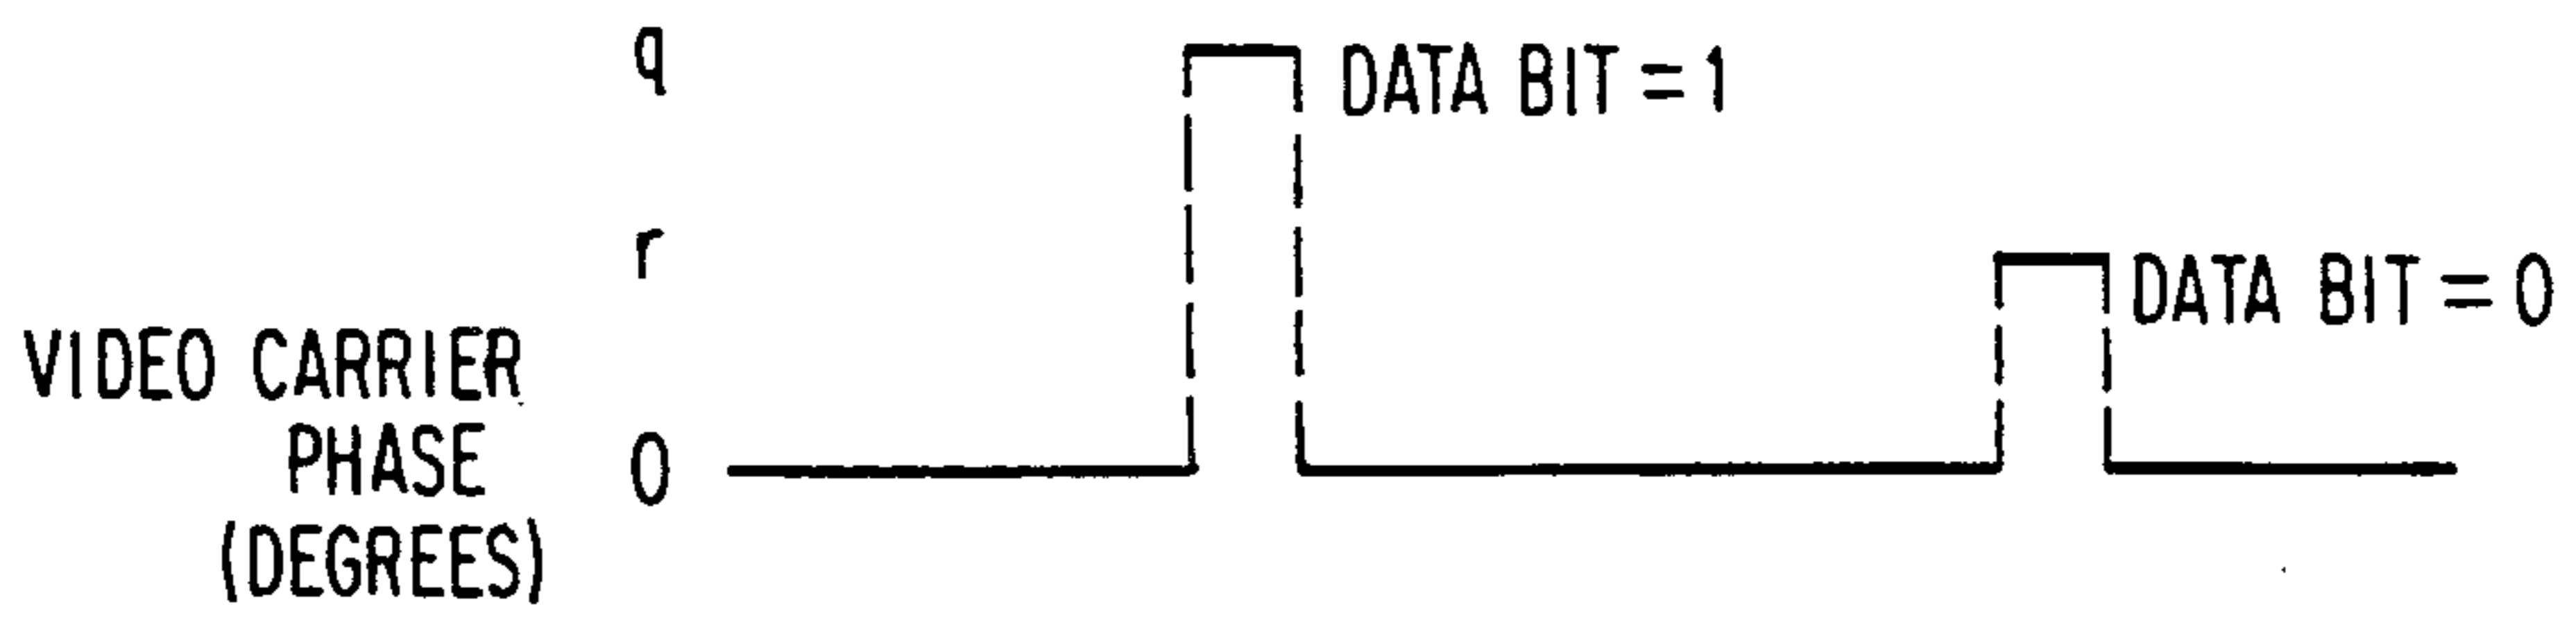 q
DATA BIT = 1
r
DATA BIT = 0
VIDEO CARRIER
PHASE
(DEGREES)
0